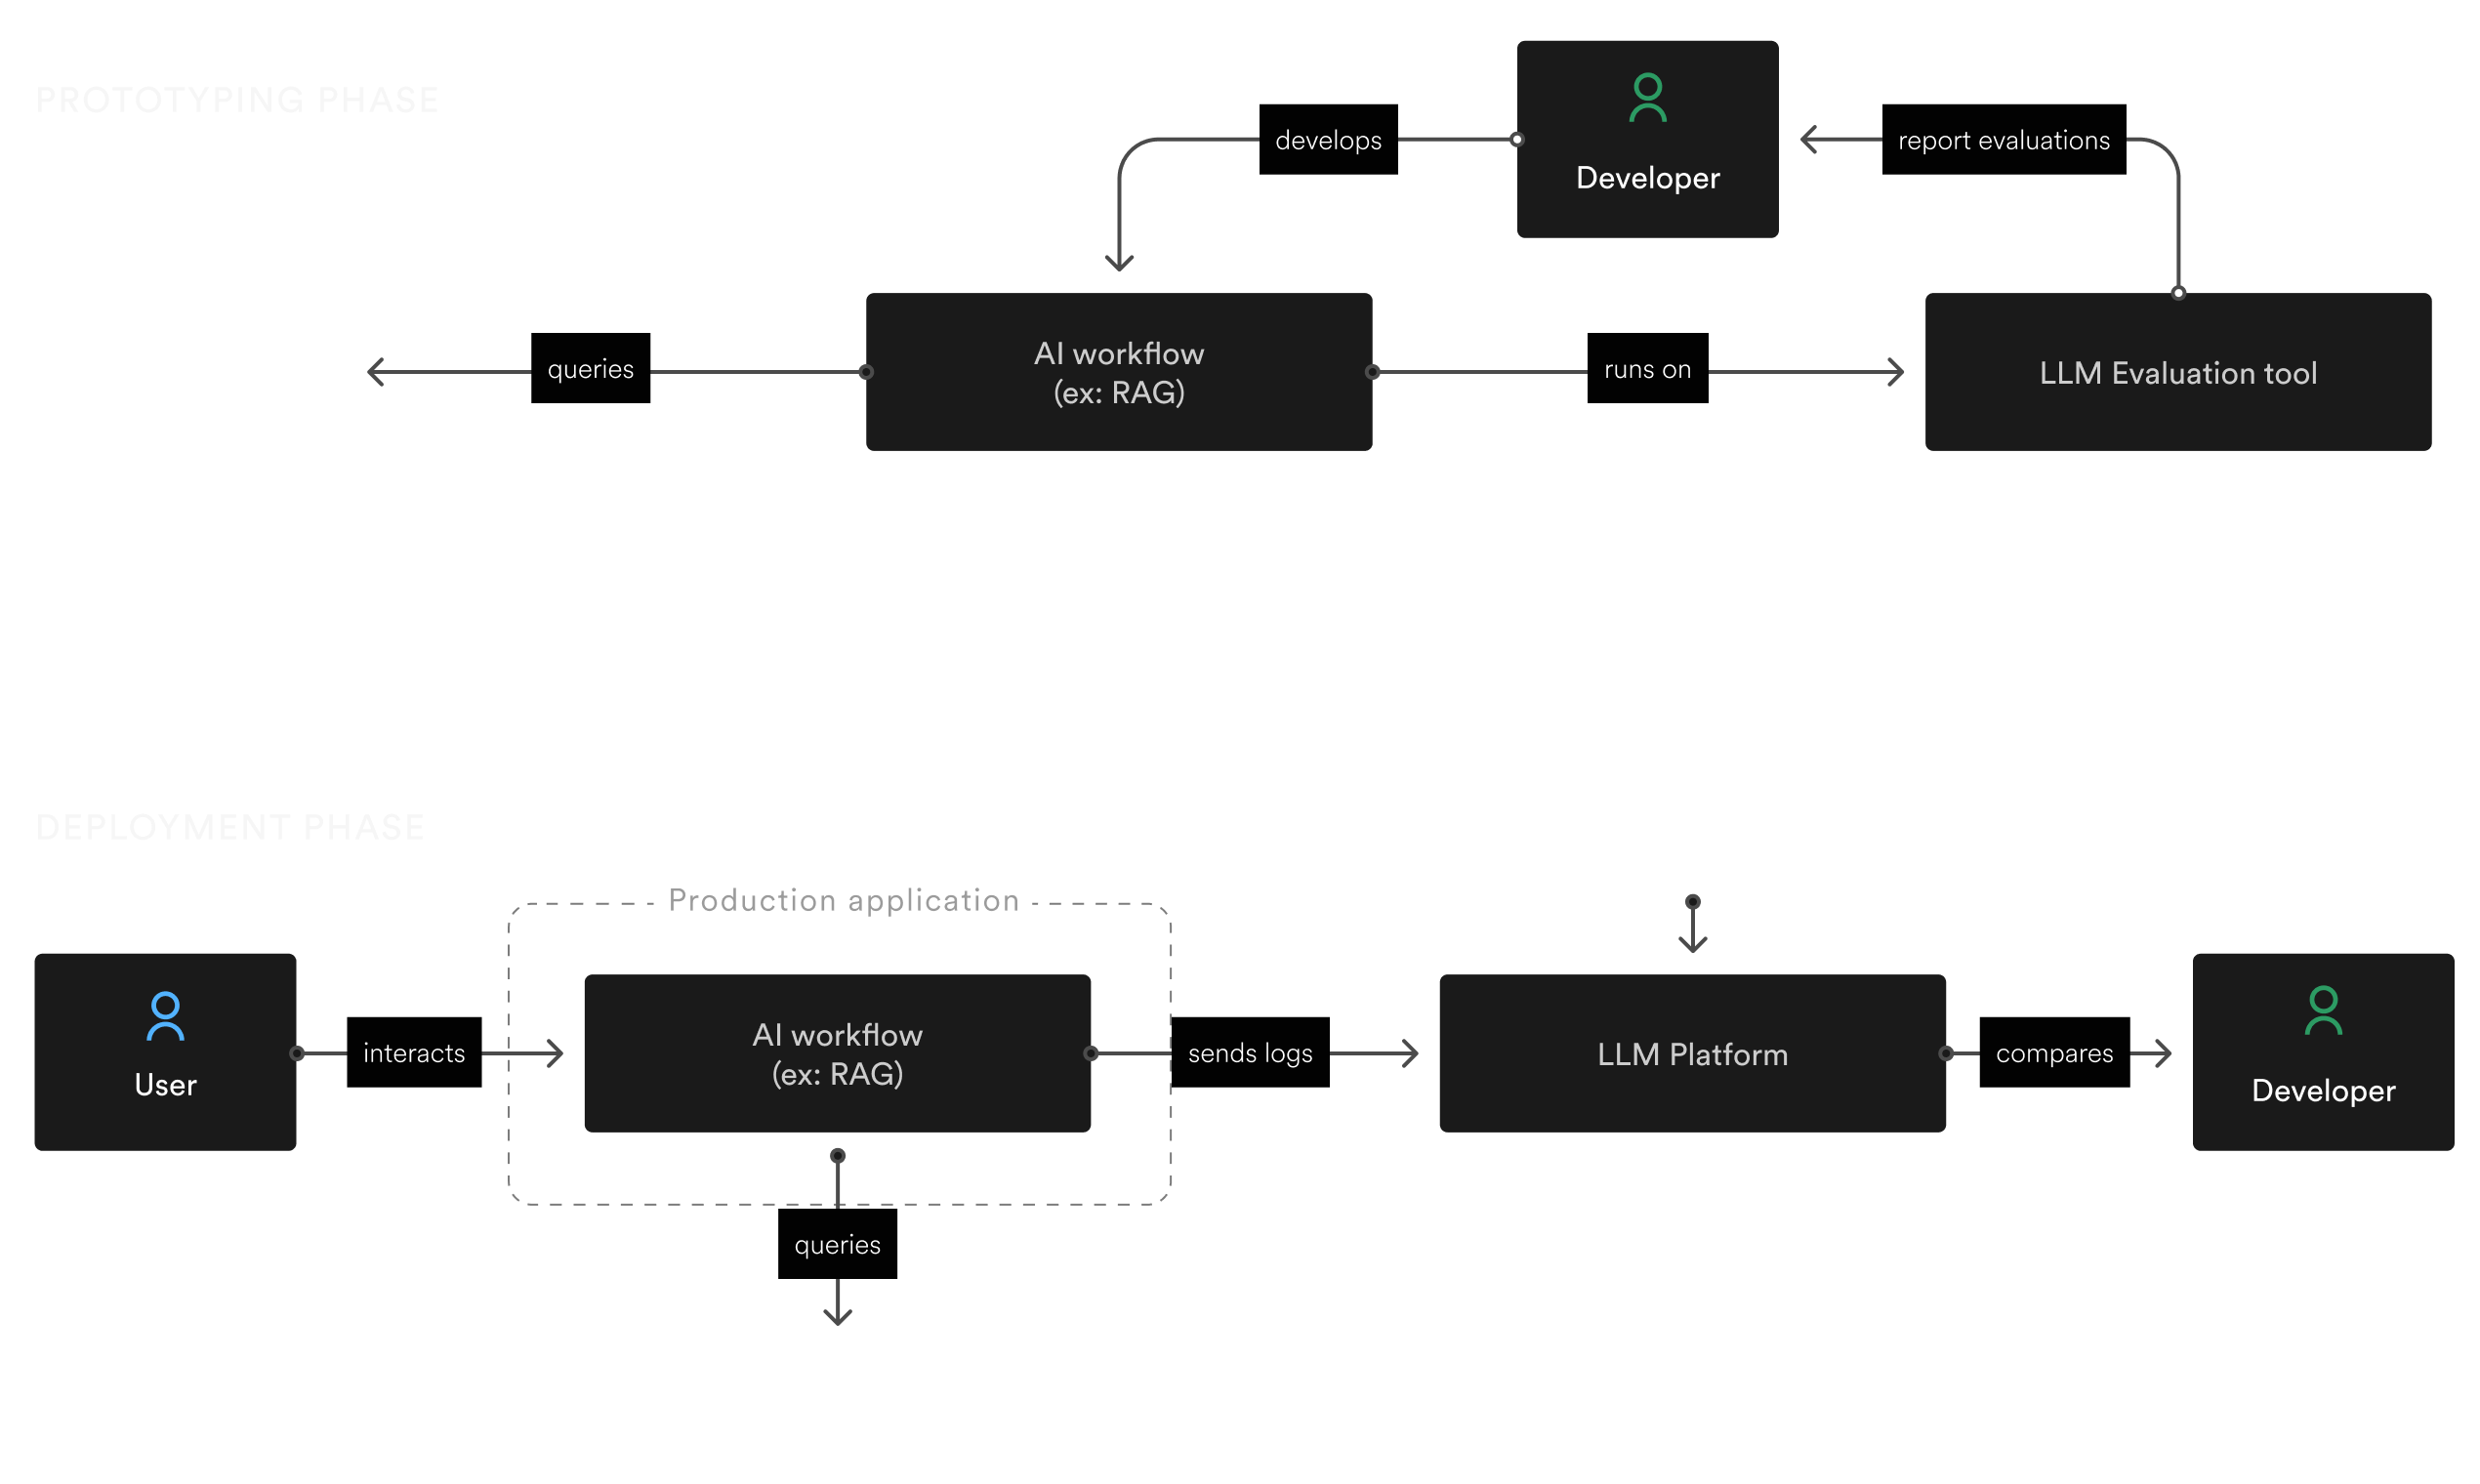 PROTOTYPING PHASE
develops
Developer
report evaluations
queries
AI workflow
(ex: RAG)
runs on
LLM Evaluation tool
DEPLOYMENT PHASE
Production application
User
interacts
AI workflow
(ex: RAG)
sends logs
LLM Platform
compares
Developer
queries